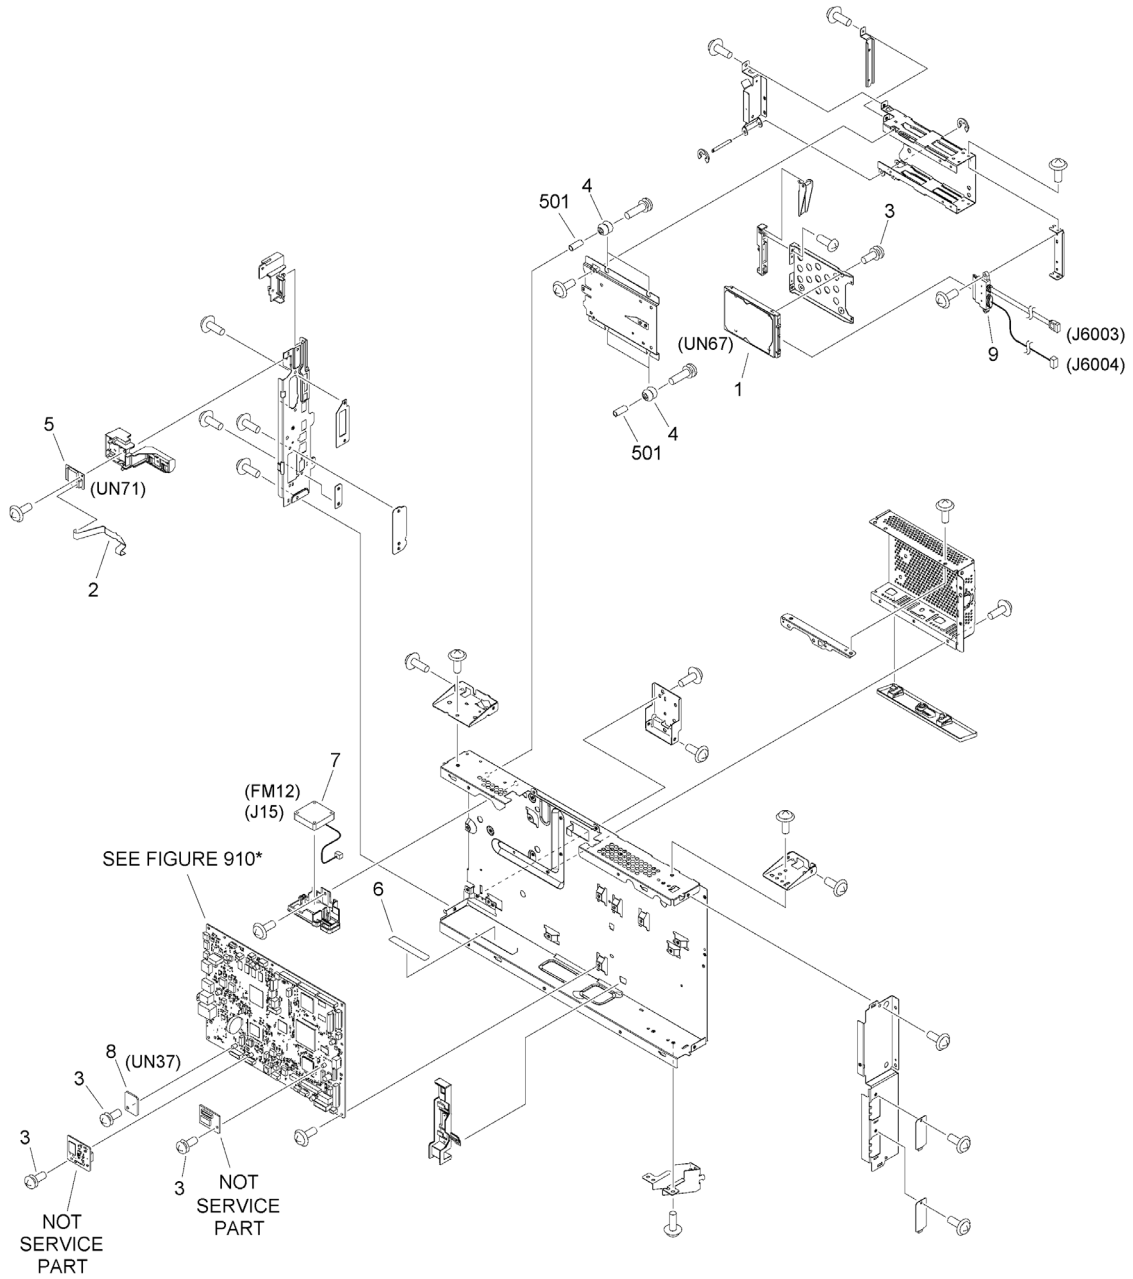 4
501
3
(UN67)
1
9
(J6003)
(J6004)
4
501
5
(UN71)
2
7
(FM12)
(J15)
SEE FIGURE 910*
6
8
(UN37)
3
3
3
NOT
SERVICE
PART
NOT
SERVICE
PART